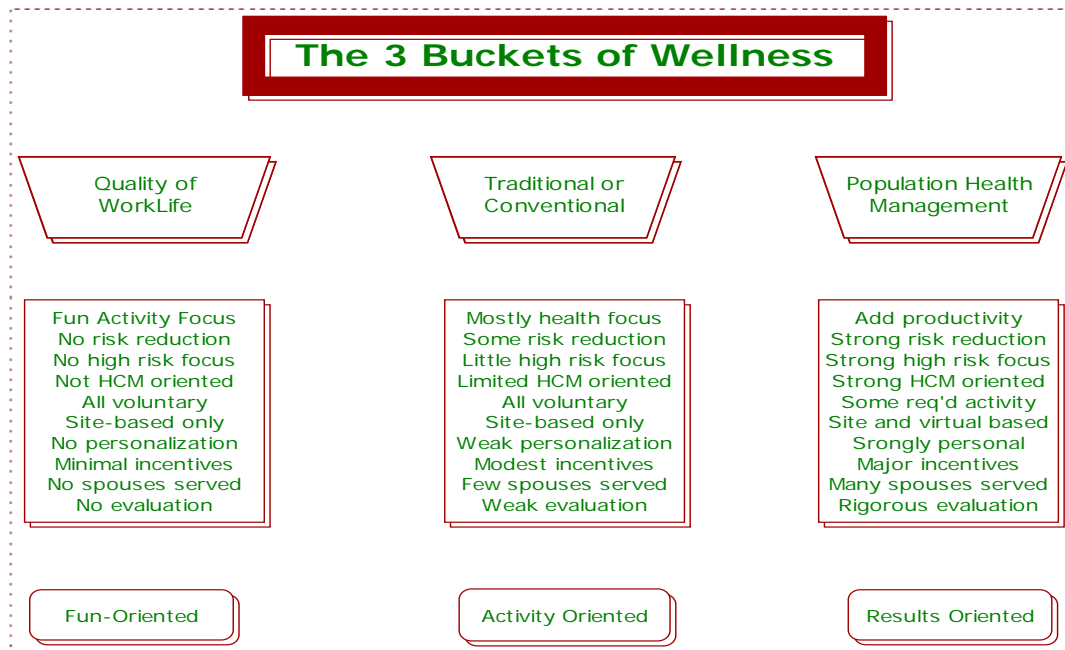 The 3 Buckets of Wellness
Quality of
WorkLife
Traditional or
Conventional
Population Health
Management
Fun Activity Focus
No risk reduction
No high risk focus
Not HCM oriented
All voluntary
Site-based only
No personalization
Minimal incentives
No spouses served
No evaluation
Mostly health focus
Some risk reduction
Little high risk focus
Limited HCM oriented
All voluntary
Site-based only
Weak personalization
Modest incentives
Few spouses served
Weak evaluation
Add productivity
Strong risk reduction
Strong high risk focus
Strong HCM oriented
Some req'd activity
Site and virtual based
Srongly personal
Major incentives
Many spouses served
Rigorous evaluation
Fun-Oriented
Activity Oriented
Results Oriented